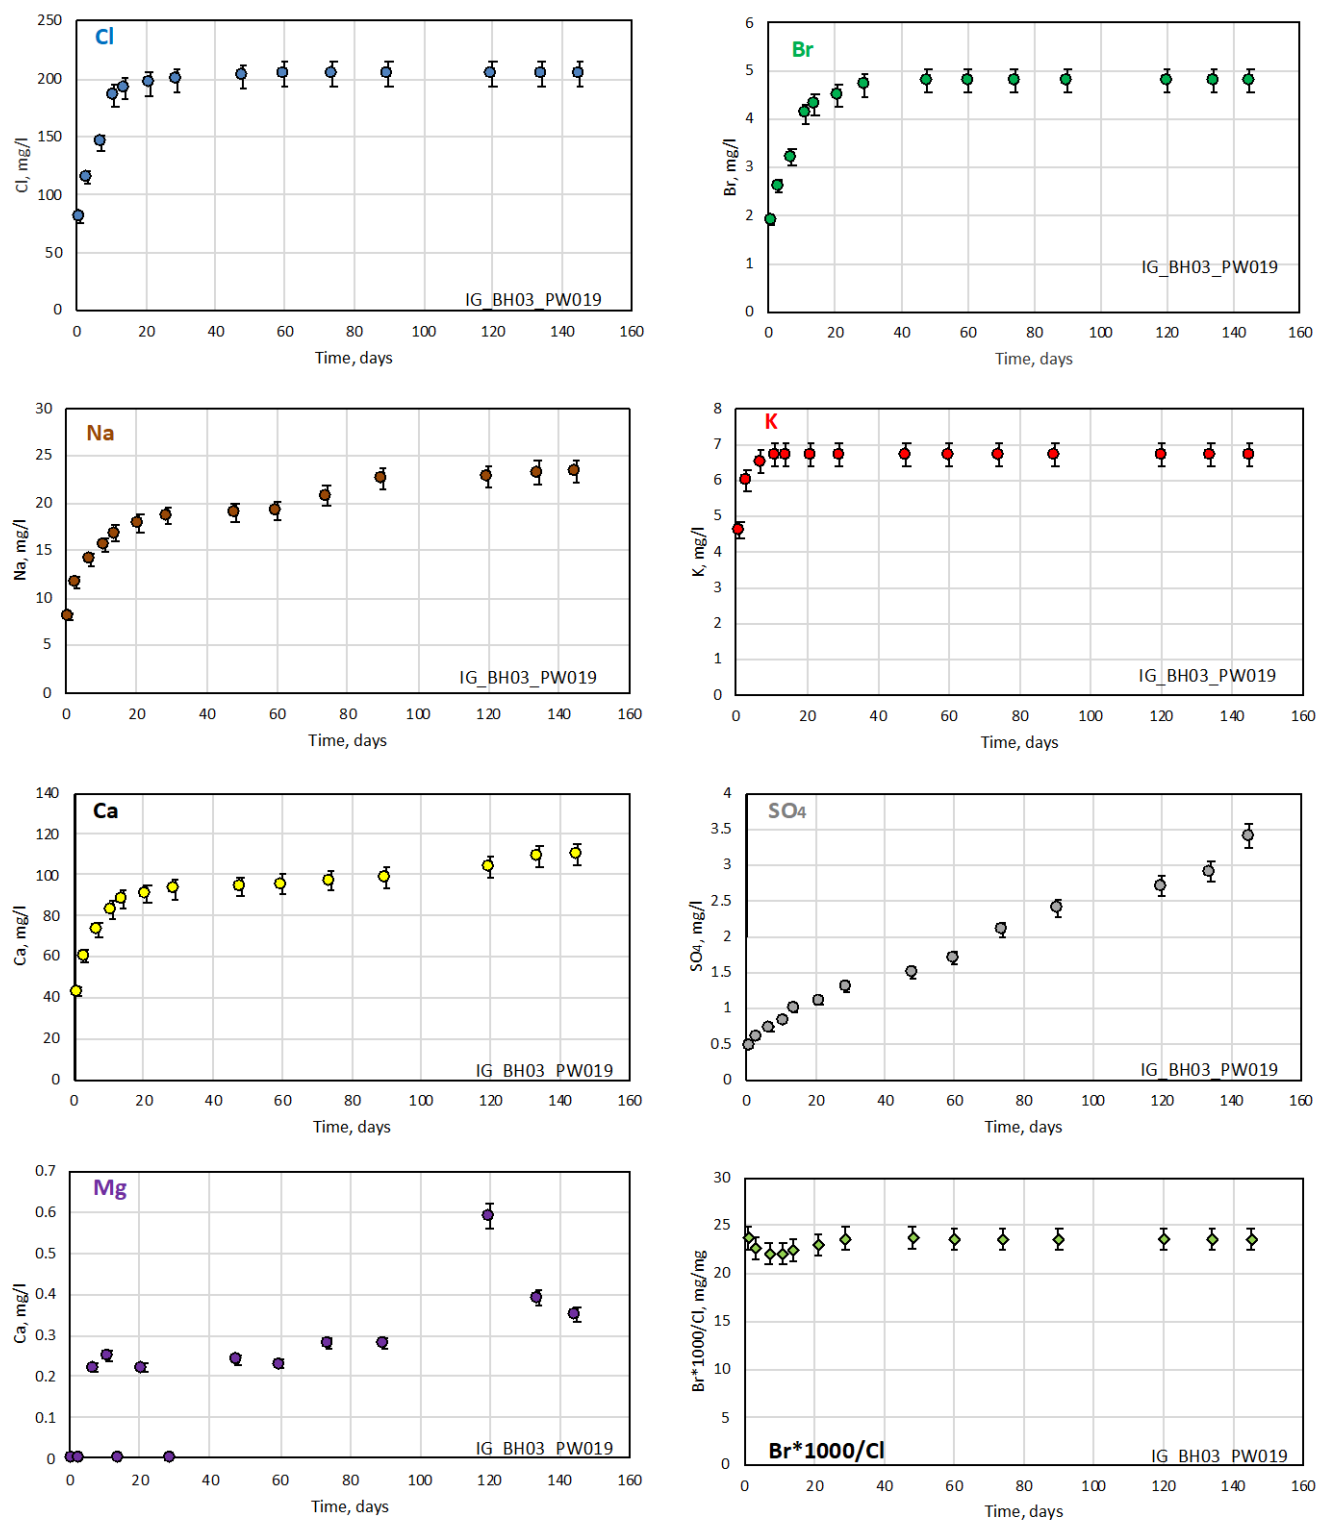 250
200
150
100
50
0
Cl
Cl, mg/l
IG_BH03_PW019
0 20 40 60 80 100 120 140 160
Time, days
6
5
4
3
2
1
0
Br
Br, mg/l
IG_BH03_PW019
0 20 40 60 80 100 120 140 160
Time, days
30
25
20
15
10
5
0
Na
Na, mg/l
IG_BH03_PW019
0 20 40 60 80 100 120 140 160
Time, days
8
7
6
5
4
3
2
1
0
K
K, mg/l
IG_BH03_PW019
0 20 40 60 80 100 120 140 160
Time, days
140
120
100
80
60
40
20
0
Ca
Ca, mg/l
IG_BH03_PW019
0 20 40 60 80 100 120 140 160
Time, days
4
3.5
3
2.5
2
1.5
1
0.5
0
SO4
SO4, mg/l
IG_BH03_PW019
0 20 40 60 80 100 120 140 160
Time, days
0.7
0.6
0.5
0.4
0.3
0.2
0.1
0
Mg
Ca, mg/l
IG_BH03_PW019
0 20 40 60 80 100 120 140 160
Time, days
30
25
20
15
10
5
0
Br*1000/Cl, mg/mg
Br*1000/Cl
IG_BH03_PW019
0 20 40 60 80 100 120 140 160
Time, days